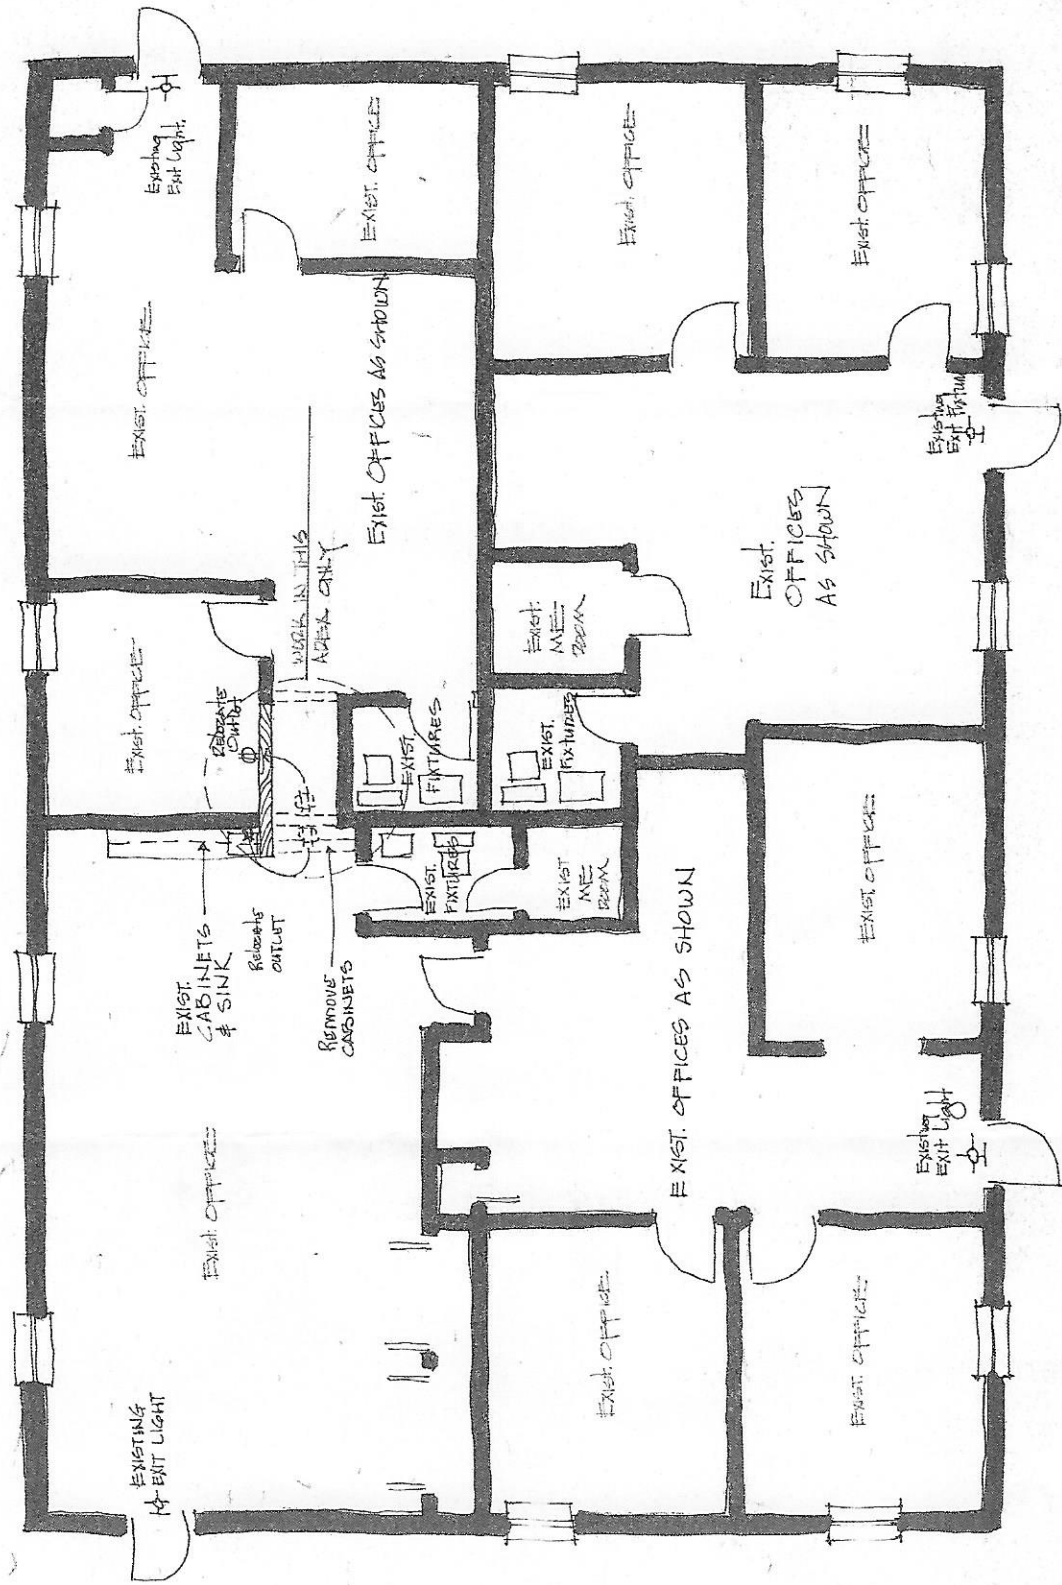 Existing
Exit Light.
EXIST. OFFICE
EXIST. OFFICE
EXIST. OFFICE
EXIST. OFFICE
EXIST. OFFICE
EXIST. OFFICES AS SHOWN
WORK IN THIS
AREA ONLY
Existing
Exit Fixture
EXIST.
OFFICES
AS SHOWN
EXIST.
ME
ROOM
EXIST. OFFICE
RELOCATE
Outlet
EXIST.
FIXTURES
EXIST.
FIXTURES
EXIST.
CABINETS
& SINK
RELOCATE
OUTLET
REMOVE
CABINETS
EXIST.
FIXTURES
EXIST
ME
ROOM
EXIST. OFFICE
EXIST. OFFICES AS SHOWN
Existing
Exit Light
EXIST. OFFICE
EXISTING
EXIT LIGHT
EXIST. OFFICE
EXIST. OFFICE